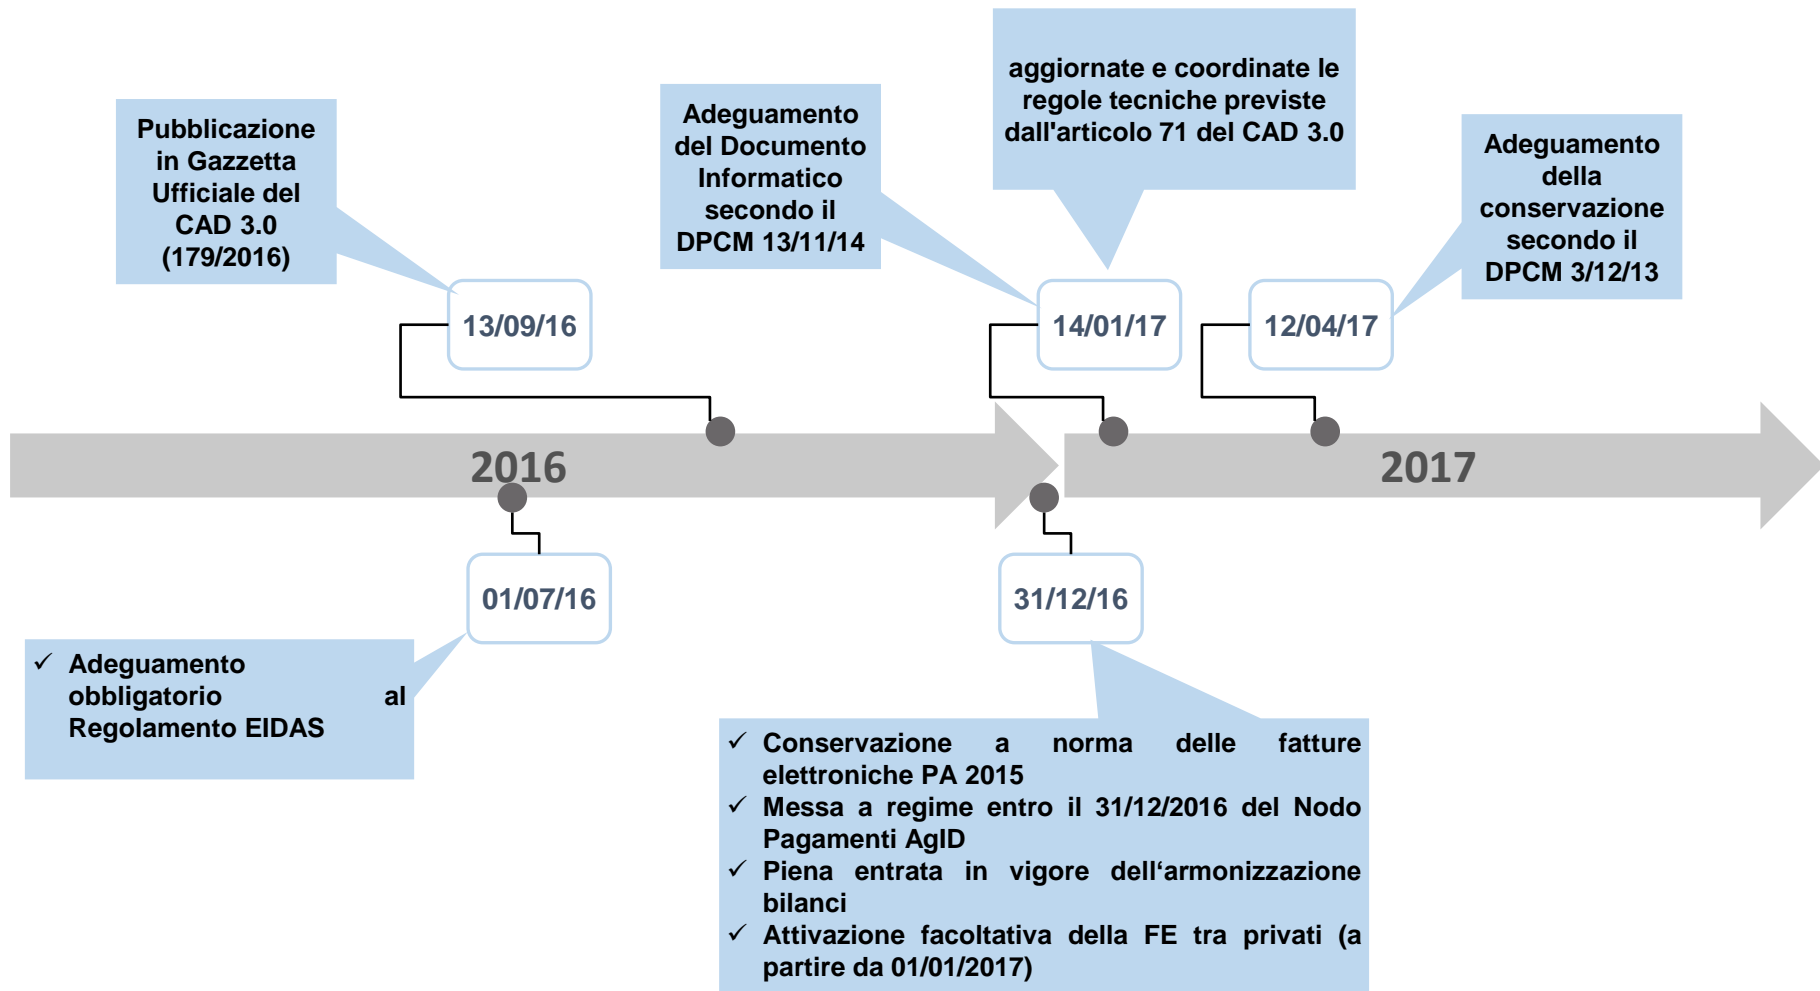 Pubblicazione
in Gazzetta
Ufficiale del
CAD 3.0
(179/2016)
Adeguamento
del Documento
Informatico
secondo il
DPCM 13/11/14
aggiornate e coordinate le
regole tecniche previste
dall'articolo 71 del CAD 3.0
Adeguamento
della
conservazione
secondo il
DPCM 3/12/13
13/09/16
14/01/17
12/04/17
2016
2017
01/07/16
31/12/16
✓ Adeguamento
obbligatorio al
Regolamento EIDAS
✓ Conservazione a norma delle fatture
elettroniche PA 2015
✓ Messa a regime entro il 31/12/2016 del Nodo
Pagamenti AgID
✓ Piena entrata in vigore dell‘armonizzazione
bilanci
✓ Attivazione facoltativa della FE tra privati (a
partire da 01/01/2017)